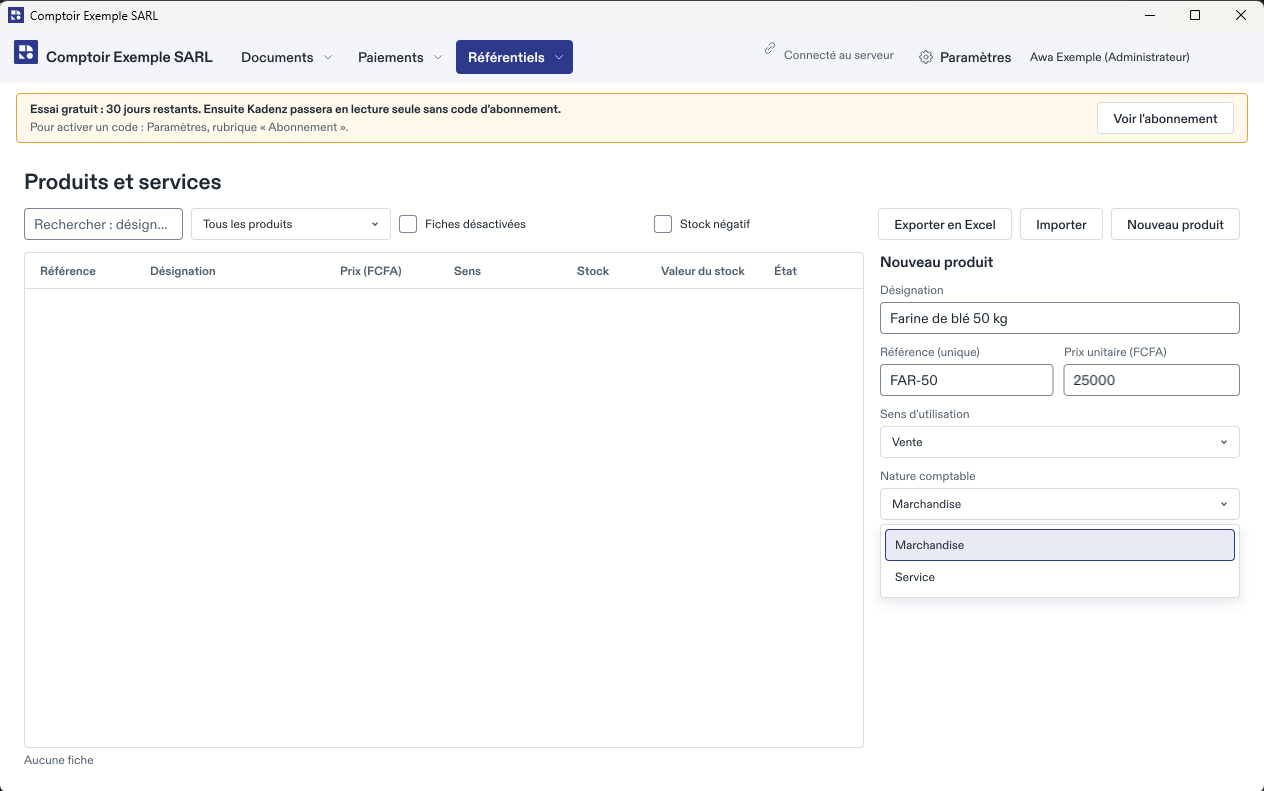 Comptoir Exemple SARL
Comptoir Exemple SARL
Documents
Paiements
Référentiels
Connecté au serveur
Paramètres
Awa Exemple (Administrateur)
Essai gratuit : 30 jours restants. Ensuite Kadenz passera en lecture seule sans code d'abonnement.
Pour activer un code : Paramètres, rubrique « Abonnement ».
Voir l'abonnement
Produits et services
Rechercher : désign...
Tous les produits
Fiches désactivées
Stock négatif
Exporter en Excel
Importer
Nouveau produit
Référence
Désignation
Prix (FCFA)
Sens
Stock
Valeur du stock
État
Nouveau produit
Désignation
Farine de blé 50 kg
Référence (unique)
Prix unitaire (FCFA)
FAR-50
25000
Sens d'utilisation
Vente
Nature comptable
Marchandise
Marchandise
Service
Aucune fiche